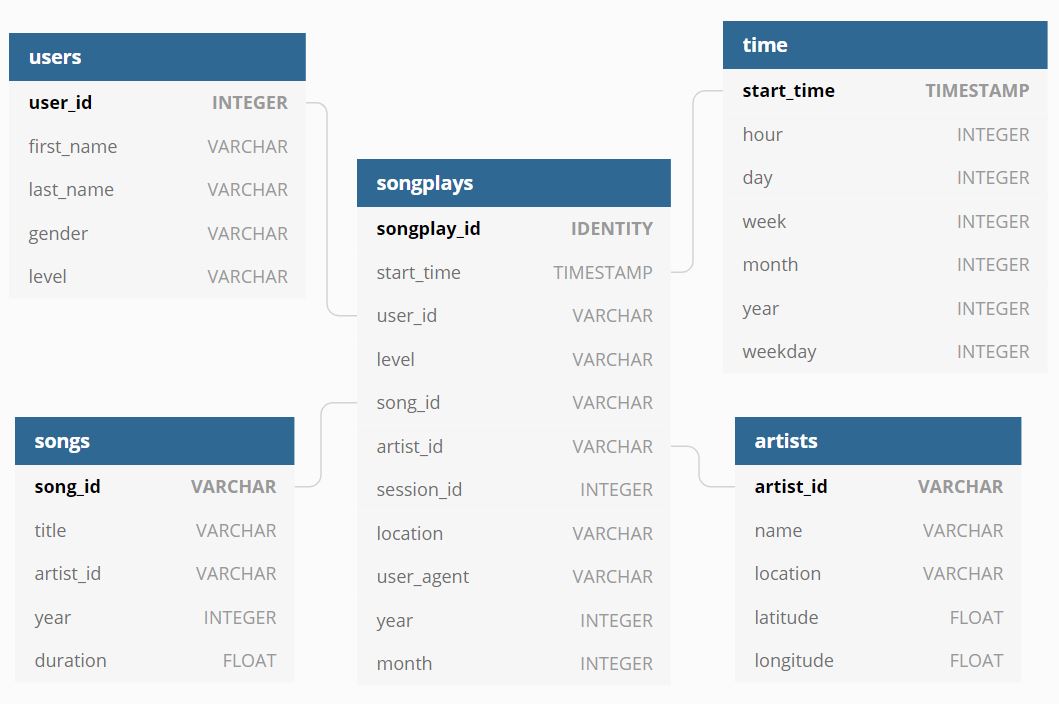 users
user_id INTEGER
first_name VARCHAR
last_name VARCHAR
gender VARCHAR
level VARCHAR
songplays
songplay_id IDENTITY
start_time TIMESTAMP
user_id VARCHAR
level VARCHAR
song_id VARCHAR
artist_id VARCHAR
session_id INTEGER
location VARCHAR
user_agent VARCHAR
year INTEGER
month INTEGER
time
start_time TIMESTAMP
hour INTEGER
day INTEGER
week INTEGER
month INTEGER
year INTEGER
weekday INTEGER
songs
song_id VARCHAR
title VARCHAR
artist_id VARCHAR
year INTEGER
duration FLOAT
artists
artist_id VARCHAR
name VARCHAR
location VARCHAR
latitude FLOAT
longitude FLOAT